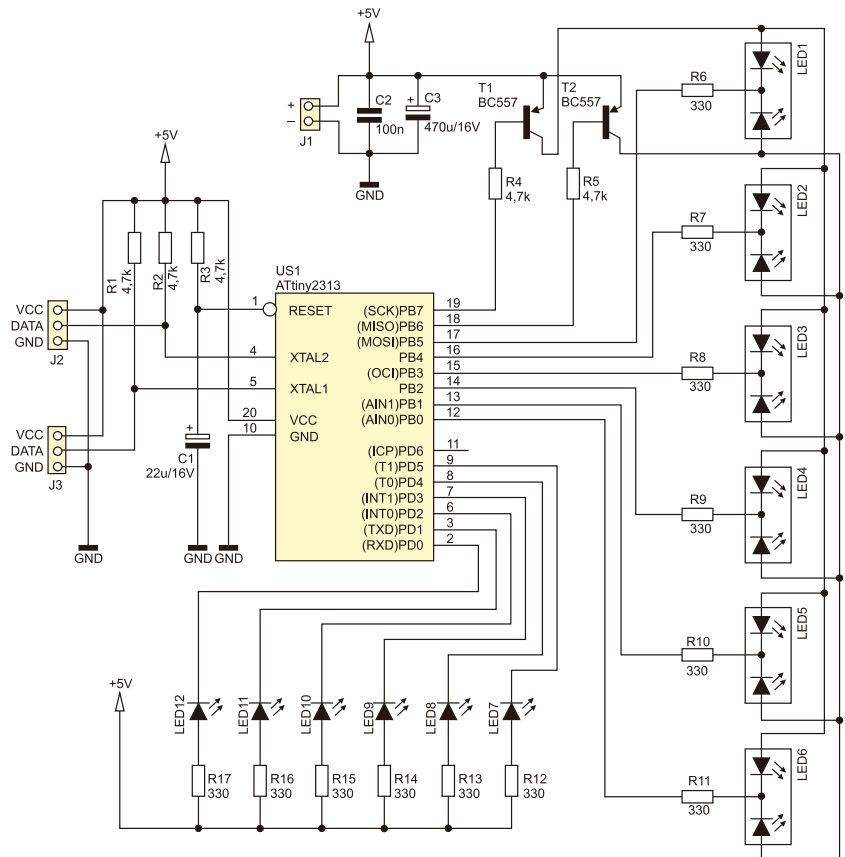 +5V
J1
+
–
C2
100n
+
C3
470u/16V
T1
BC557
T2
BC557
R4
4,7k
R5
4,7k
GND
+5V
R1
4,7k
R2
4,7k
R3
4,7k
VCC
DATA
GND
J2
VCC
DATA
GND
J3
GND
+
C1
22u/16V
GND
GND
US1
ATtiny2313
1 RESET
4 XTAL2
5 XTAL1
20 VCC
10 GND
(SCK)PB7 19
(MISO)PB6 18
(MOSI)PB5 17
PB4 16
(OCI)PB3 15
PB2 14
(AIN1)PB1 13
(AIN0)PB0 12
(ICP)PD6 11
(T1)PD5 9
(T0)PD4 8
(INT1)PD3 7
(INT0)PD2 6
(TXD)PD1 3
(RXD)PD0 2
R6
330
LED1
R7
330
LED2
R8
330
LED3
R9
330
LED4
R10
330
LED5
R11
330
LED6
+5V
LED12
LED11
LED10
LED9
LED8
LED7
R17
330
R16
330
R15
330
R14
330
R13
330
R12
330